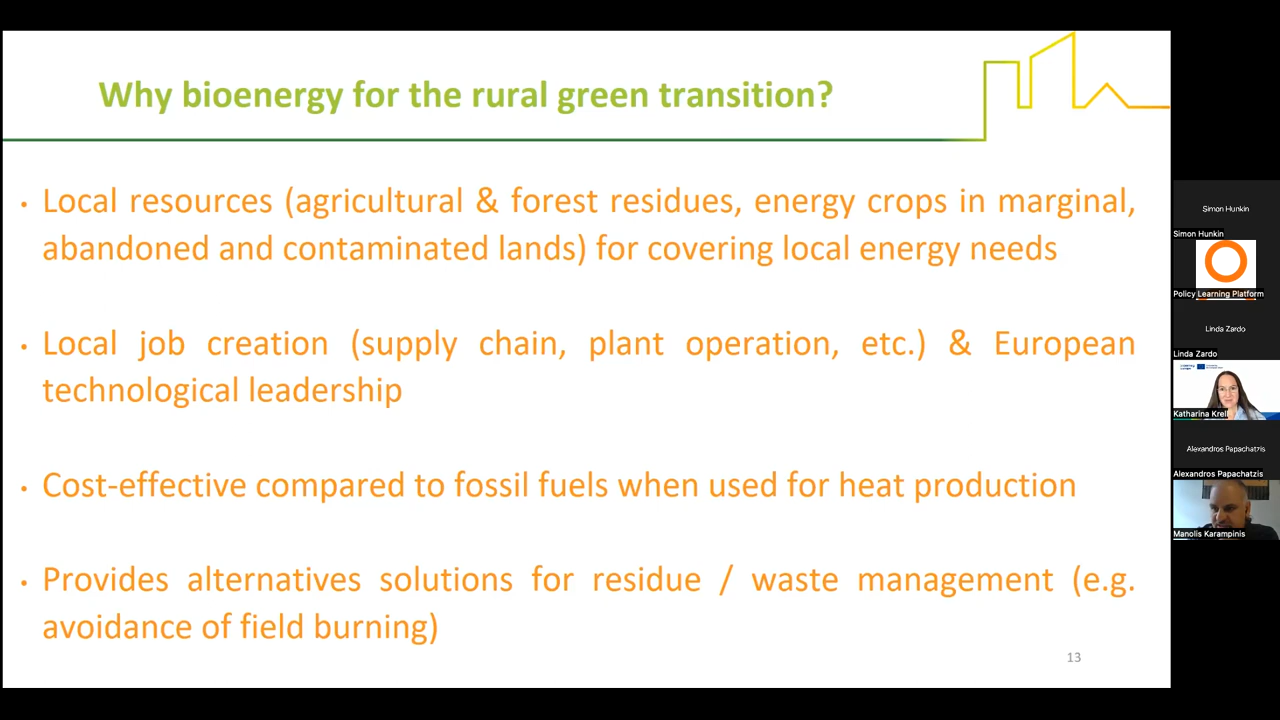 Why bioenergy for the rural green transition?
• Local resources (agricultural & forest residues, energy crops in marginal,
abandoned and contaminated lands) for covering local energy needs
• Local job creation (supply chain, plant operation, etc.) & European
technological leadership
• Cost-effective compared to fossil fuels when used for heat production
• Provides alternatives solutions for residue / waste management (e.g.
avoidance of field burning)
13
Simon Hunkin
Simon Hunkin
Policy Learning Platform
Linda Zardo
Linda Zardo
Katharina Krell
Alexandros Papachatzis
Alexandros Papachatzis
Manolis Karampinis